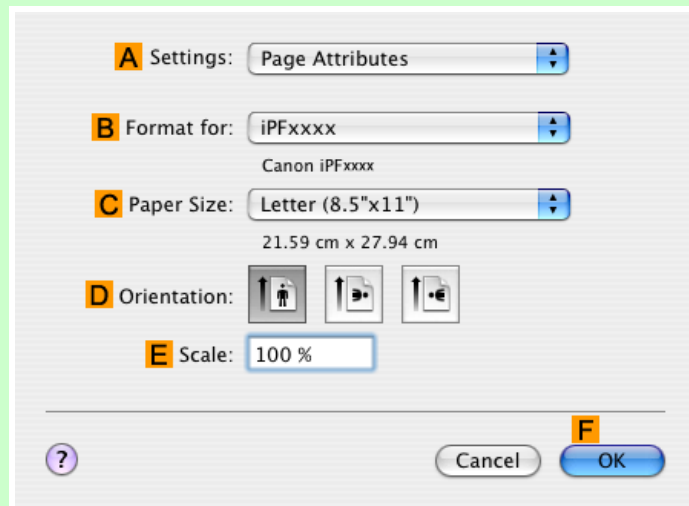 A Settings: Page Attributes
B Format for: iPFxxxx
Canon iPFxxxx
C Paper Size: Letter (8.5"x11")
21.59 cm x 27.94 cm
D Orientation:
E Scale: 100 %
F
? Cancel OK